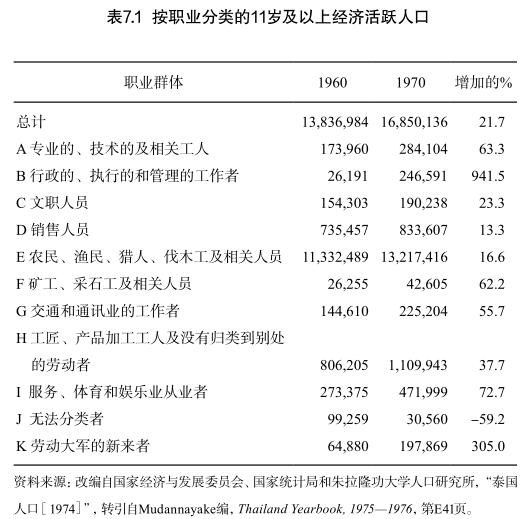 表7.1 按职业分类的11岁及以上经济活跃人口
职业群体 1960 1970 增加的%
总计 13,836,984 16,850,136 21.7
A 专业的、技术的及相关工人 173,960 284,104 63.3
B 行政的、执行的和管理的工作者 26,191 246,591 941.5
C 文职人员 154,303 190,238 23.3
D 销售人员 735,457 833,607 13.3
E 农民、渔民、猎人、伐木工及相关人员 11,332,489 13,217,416 16.6
F 矿工、采石工及相关人员 26,255 42,605 62.2
G 交通和通讯业的工作者 144,610 225,204 55.7
H 工匠、产品加工工人及没有归类到别处
的劳动者 806,205 1,109,943 37.7
I 服务、体育和娱乐业从业者 273,375 471,999 72.7
J 无法分类者 99,259 30,560 –59.2
K 劳动大军的新来者 64,880 197,869 305.0
资料来源：改编自国家经济与发展委员会、国家统计局和朱拉隆功大学人口研究所，“泰国
人口［1974］”，转引自Mudannayake编，Thailand Yearbook, 1975—1976，第E41页。